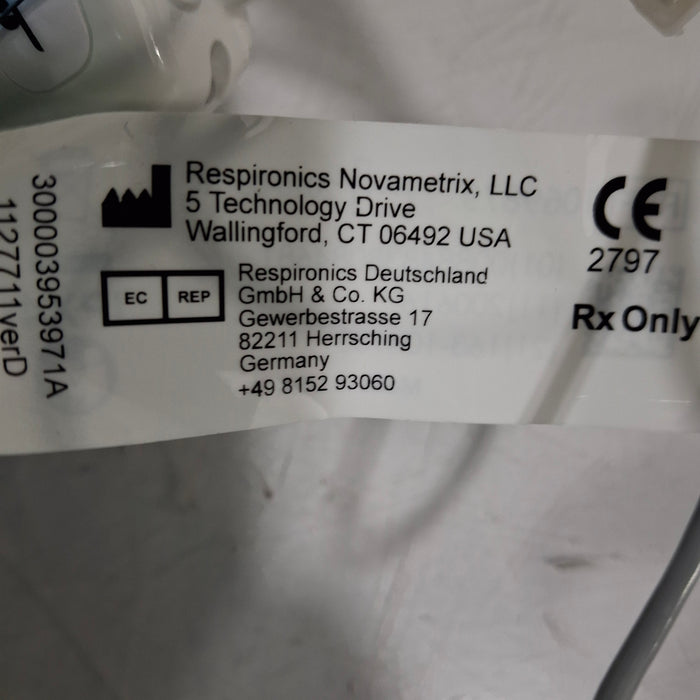 300003953971A
1127711verD
Respironics Novametrix, LLC
5 Technology Drive
Wallingford, CT 06492 USA
EC REP
Respironics Deutschland
GmbH & Co. KG
Gewerbestrasse 17
82211 Herrsching
Germany
+49 8152 93060
CE
2797
Rx Only